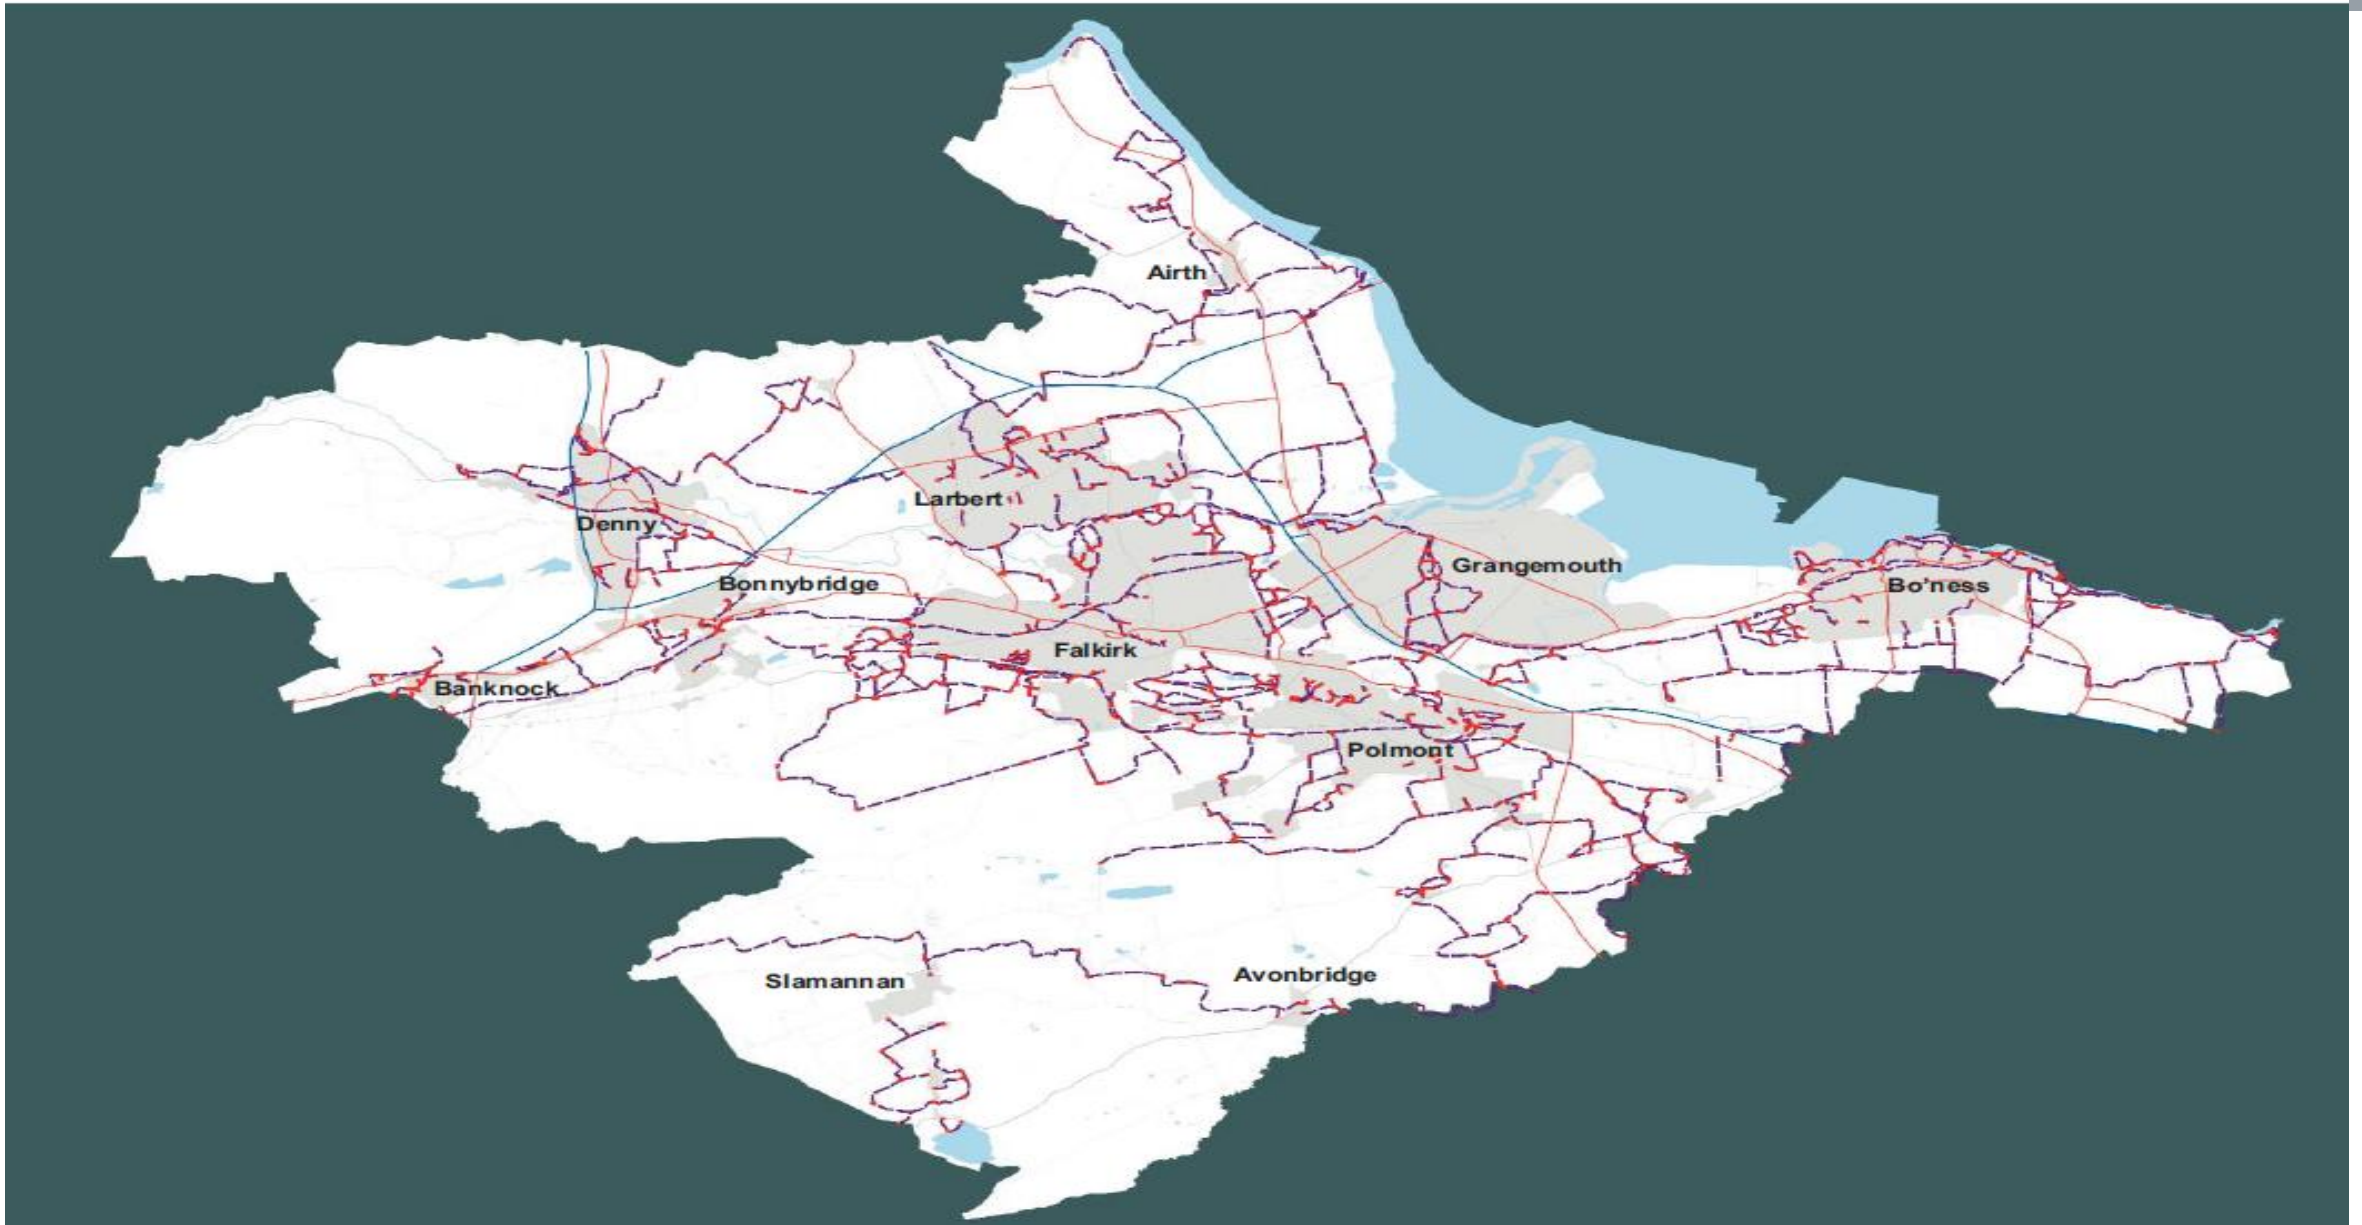 Airth
Larbert
Denny
Grangemouth
Bonnybridge
Bo'ness
Falkirk
Banknock
Polmont
Slamannan
Avonbridge